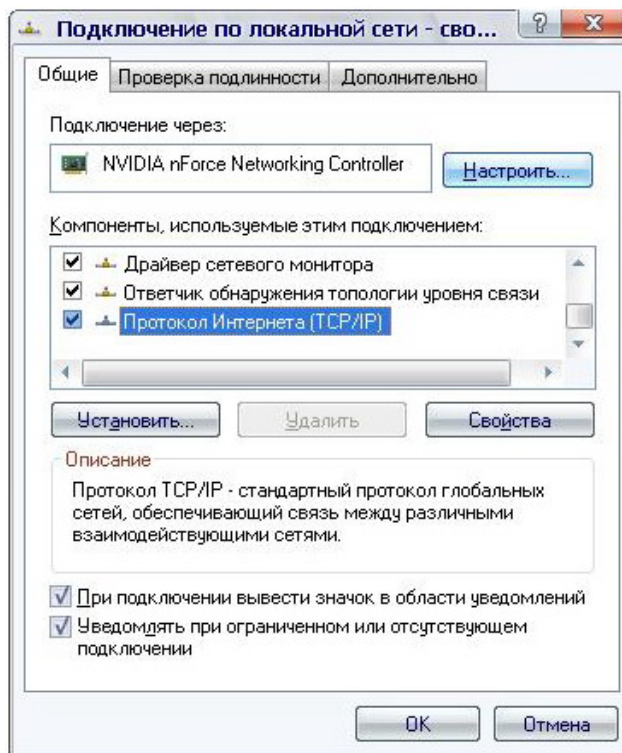 Подключение по локальной сети - сво...
?
Общие Проверка подлинности Дополнительно
Подключение через:
NVIDIA nForce Networking Controller Настроить...
Компоненты, используемые этим подключением:
Драйвер сетевого монитора
Ответчик обнаружения топологии уровня связи
Протокол Интернета (TCP/IP)
Установить... Удалить Свойства
Описание
Протокол TCP/IP - стандартный протокол глобальных
сетей, обеспечивающий связь между различными
взаимодействующими сетями.
При подключении вывести значок в области уведомлений
Уведомлять при ограниченном или отсутствующем
подключении
OK Отмена